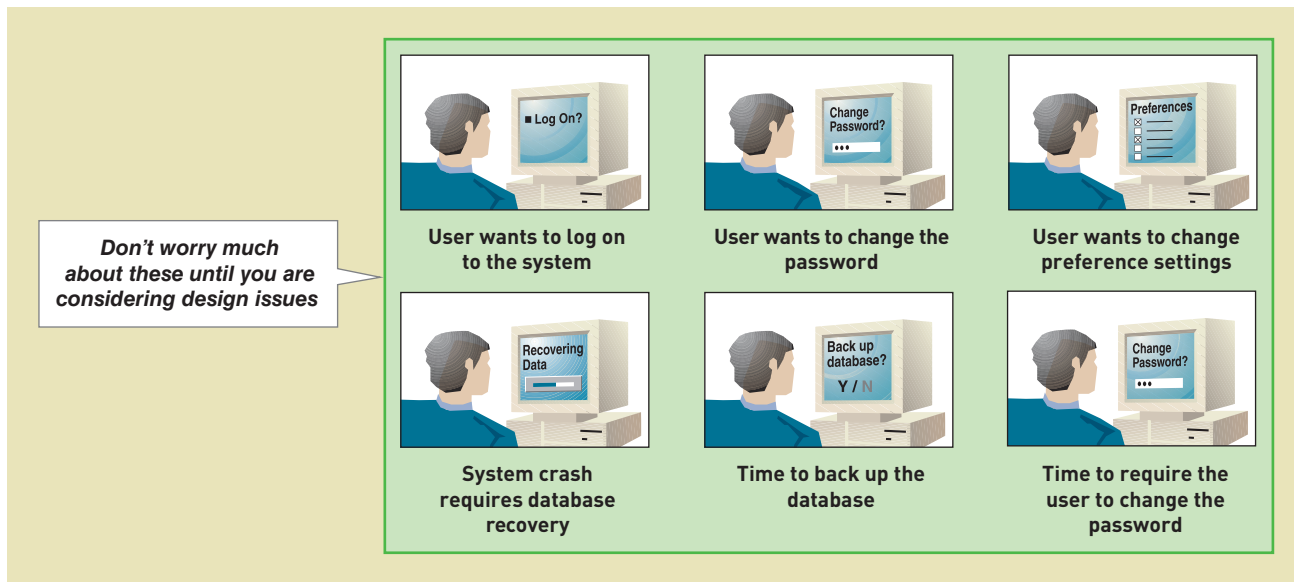 Don't worry much
about these until you are
considering design issues
Log On?
User wants to log on
to the system
Change
Password?
User wants to change the
password
Preferences
User wants to change
preference settings
Recovering
Data
System crash
requires database
recovery
Back up
database?
Y / N
Time to back up the
database
Change
Password?
Time to require the
user to change the
password